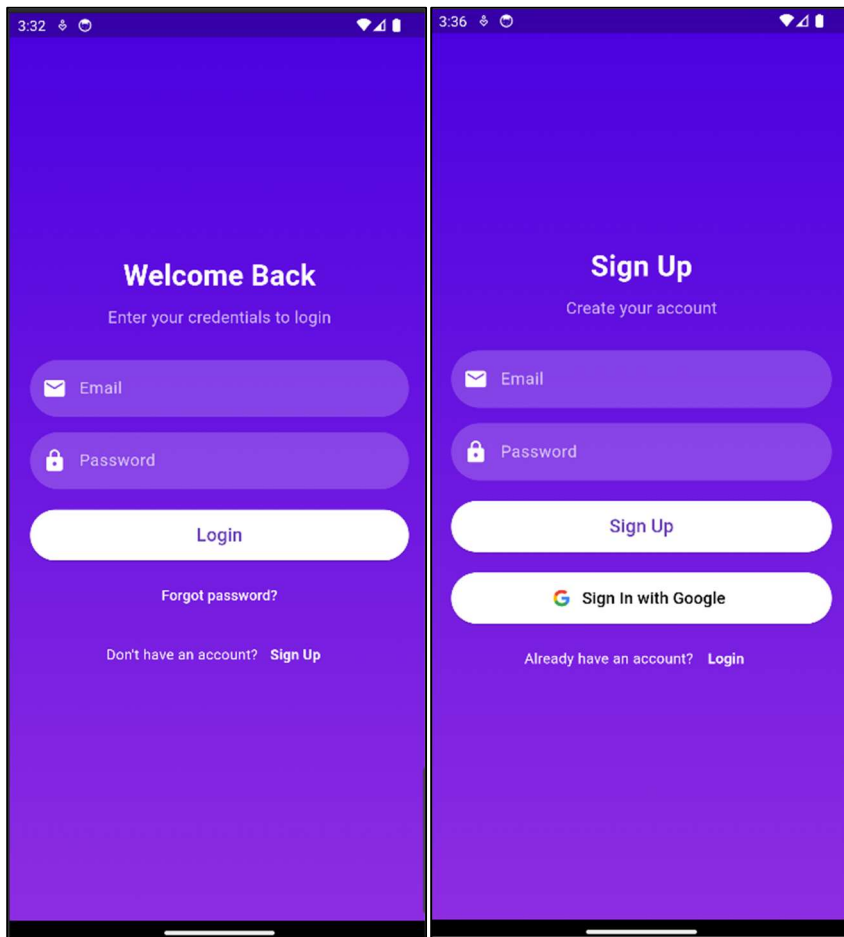 3:32
Welcome Back
Enter your credentials to login
Email
Password
Login
Forgot password?
Don't have an account? Sign Up
3:36
Sign Up
Create your account
Email
Password
Sign Up
Sign In with Google
Already have an account? Login